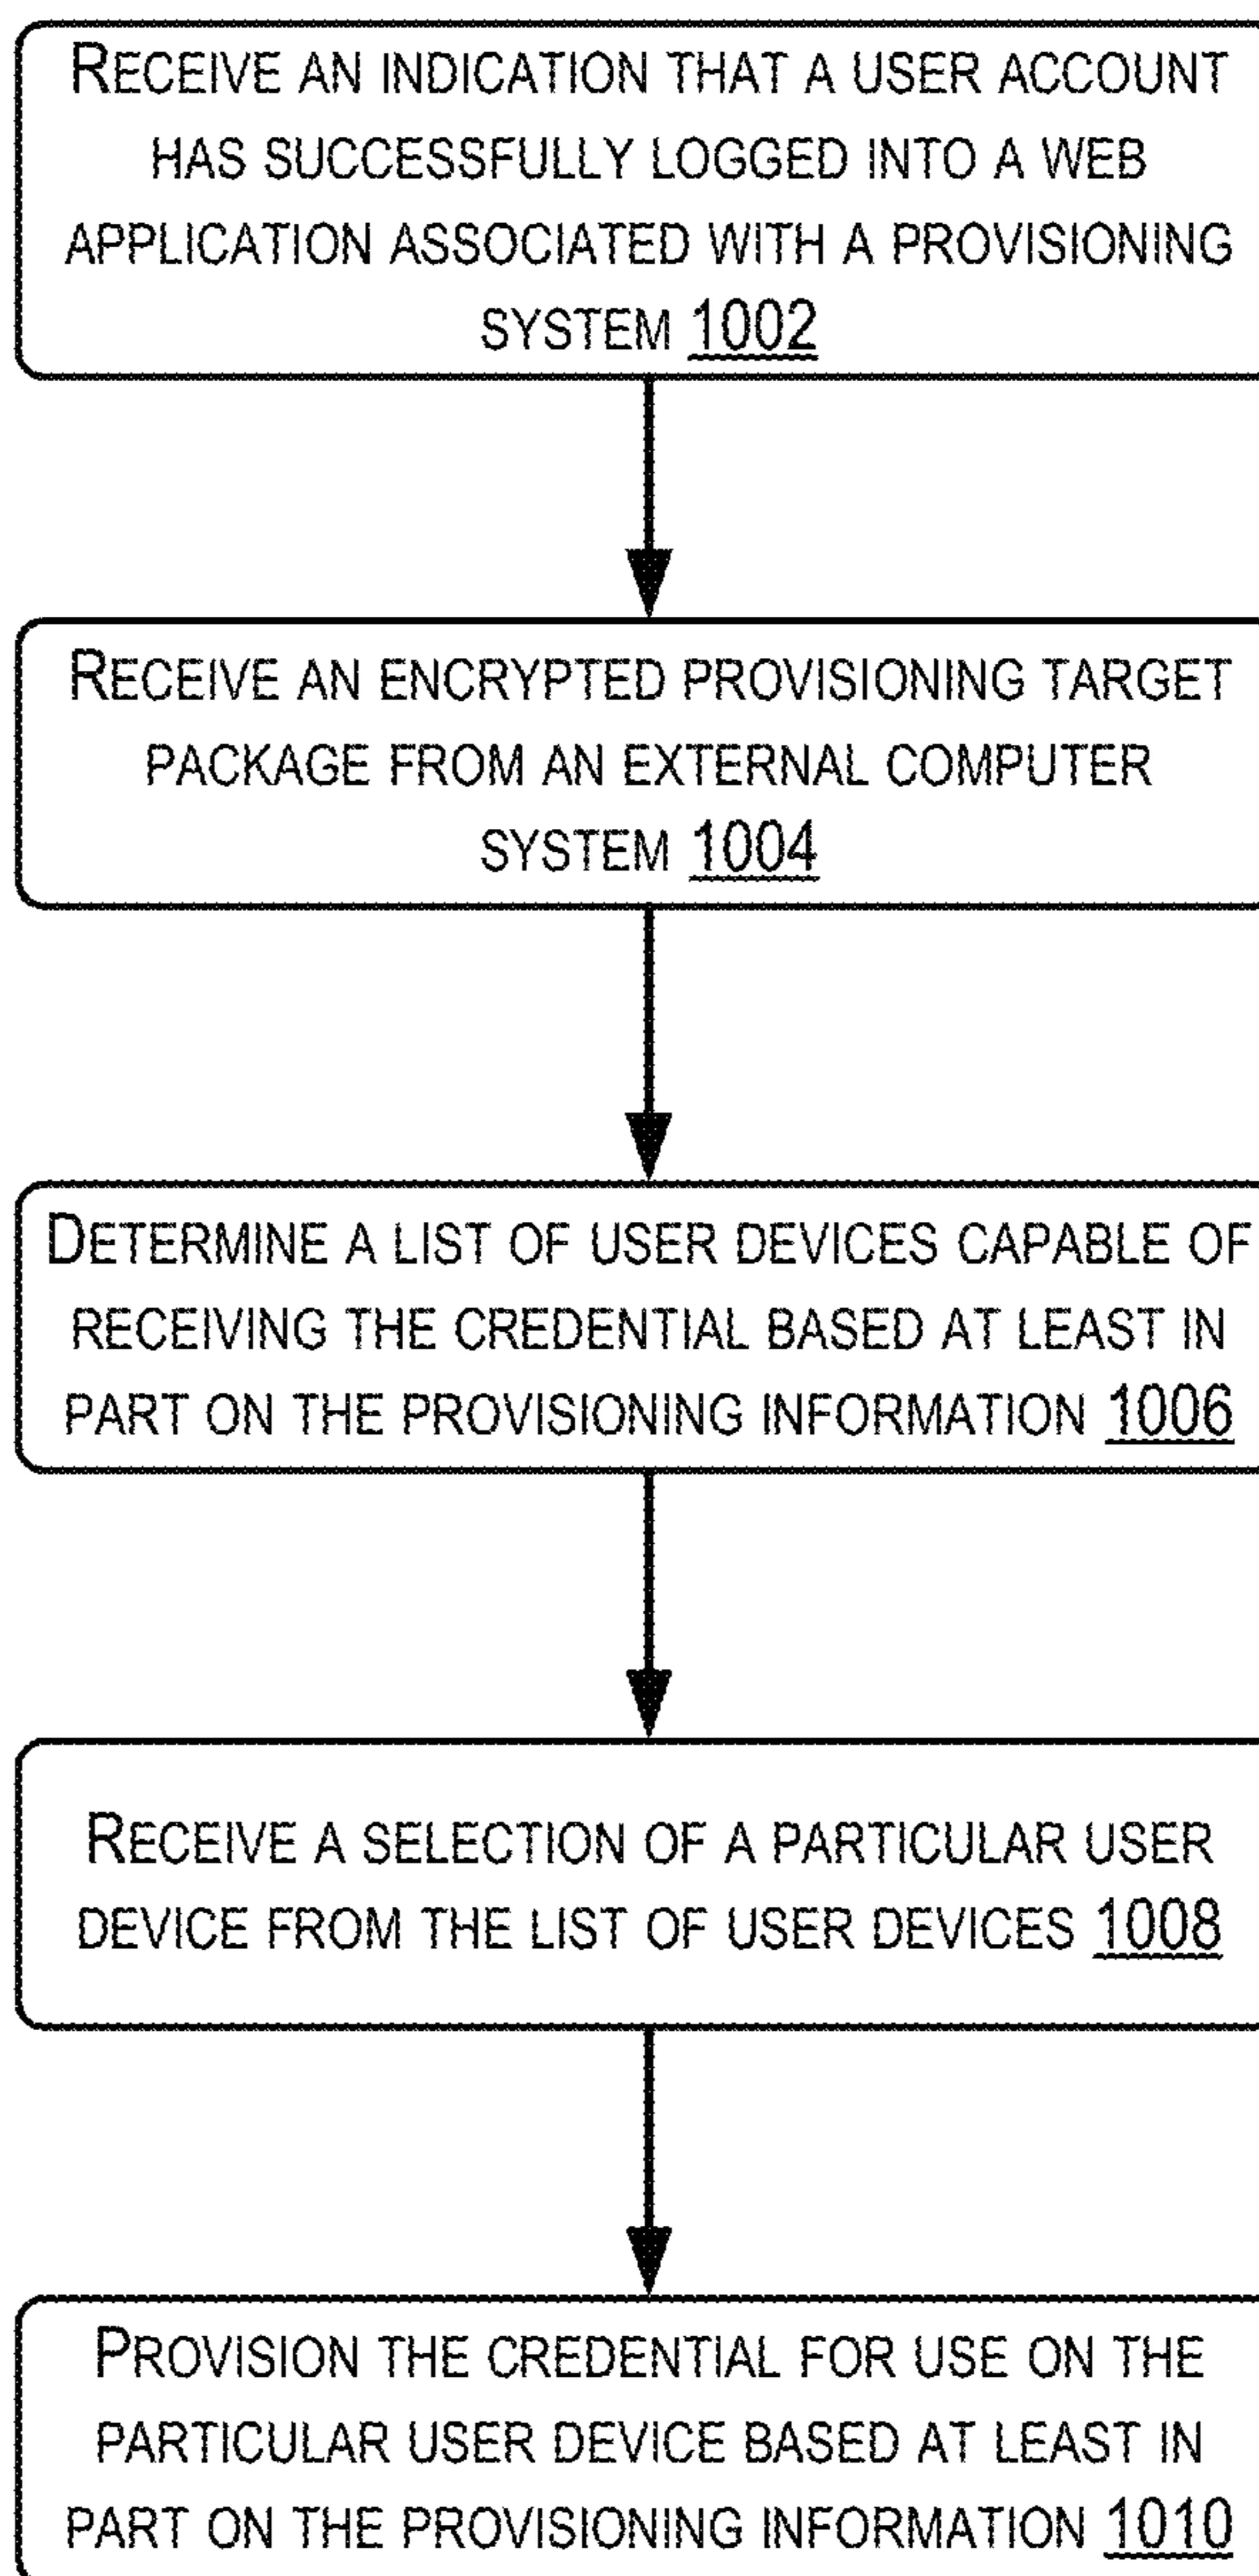 RECEIVE AN INDICATION THAT A USER ACCOUNT
HAS SUCCESSFULLY LOGGED INTO A WEB
APPLICATION ASSOCIATED WITH A PROVISIONING
SYSTEM 1002
RECEIVE AN ENCRYPTED PROVISIONING TARGET
PACKAGE FROM AN EXTERNAL COMPUTER
SYSTEM 1004
DETERMINE A LIST OF USER DEVICES CAPABLE OF
RECEIVING THE CREDENTIAL BASED AT LEAST IN
PART ON THE PROVISIONING INFORMATION 1006
RECEIVE A SELECTION OF A PARTICULAR USER
DEVICE FROM THE LIST OF USER DEVICES 1008
PROVISION THE CREDENTIAL FOR USE ON THE
PARTICULAR USER DEVICE BASED AT LEAST IN
PART ON THE PROVISIONING INFORMATION 1010